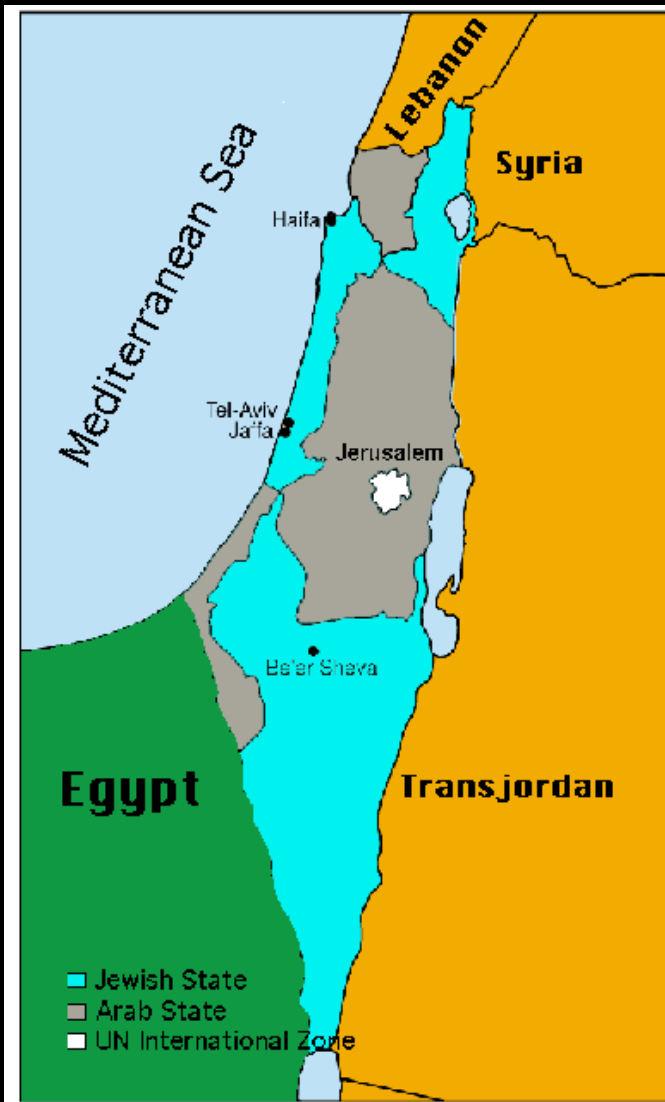 Lebanon
Syria
Mediterranean Sea
Haifa
Tel-Aviv
Jaffa
Jerusalem
Be'er Sheva
Egypt
Transjordan
Jewish State
Arab State
UN International Zone